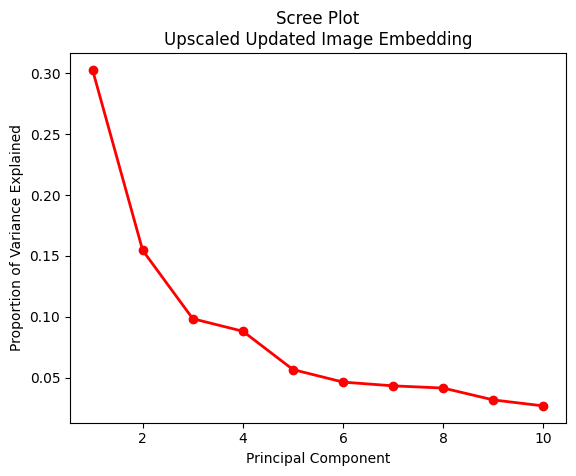 Scree Plot
Upscaled Updated Image Embedding
Proportion of Variance Explained
0.30
0.25
0.20
0.15
0.10
0.05
2 4 6 8 10
Principal Component